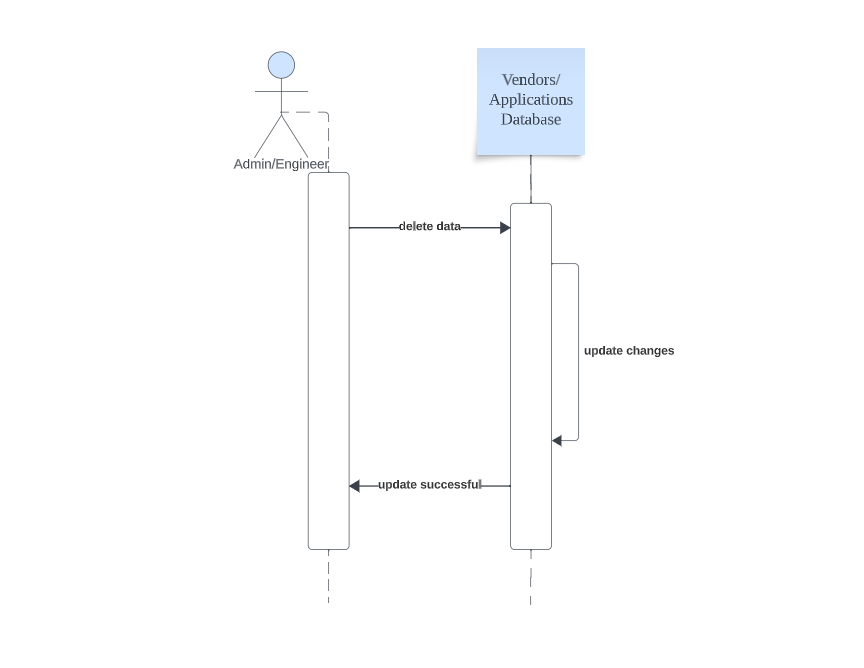 Vendors/
Applications
Database
Admin/Engineer
delete data
update changes
update successful